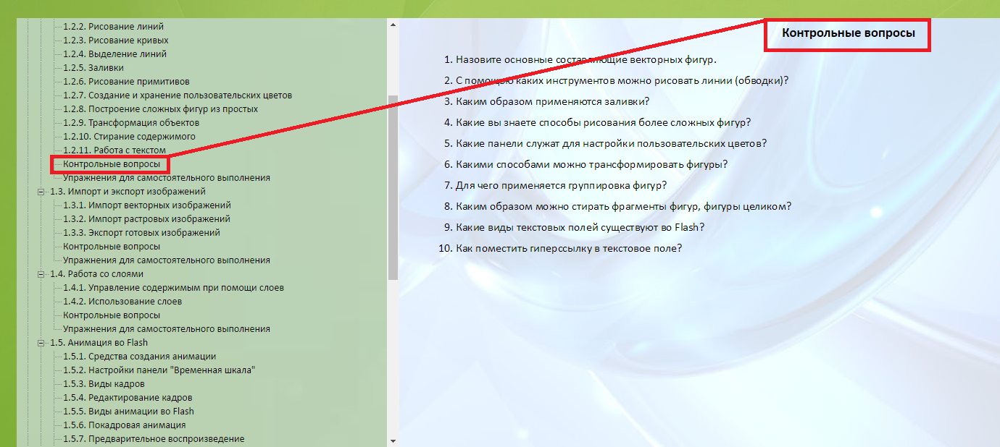 1.2.2. Рисование линий
1.2.3. Рисование кривых
1.2.4. Выделение линий
1.2.5. Заливки
1.2.6. Рисование примитивов
1.2.7. Создание и хранение пользовательских цветов
1.2.8. Построение сложных фигур из простых
1.2.9. Трансформация объектов
1.2.10. Стирание содержимого
1.2.11. Работа с текстом
Контрольные вопросы
Упражнения для самостоятельного выполнения
1.3. Импорт и экспорт изображений
1.3.1. Импорт векторных изображений
1.3.2. Импорт растровых изображений
1.3.3. Экспорт готовых изображений
Контрольные вопросы
Упражнения для самостоятельного выполнения
1.4. Работа со слоями
1.4.1. Управление содержимым при помощи слоев
1.4.2. Использование слоев
Контрольные вопросы
Упражнения для самостоятельного выполнения
1.5. Анимация во Flash
1.5.1. Средства создания анимации
1.5.2. Настройки панели "Временная шкала"
1.5.3. Виды кадров
1.5.4. Редактирование кадров
1.5.5. Виды анимации во Flash
1.5.6. Покадровая анимация
1.5.7. Предварительное воспроизведение
Контрольные вопросы
1. Назовите основные составляющие векторных фигур.
2. С помощью каких инструментов можно рисовать линии (обводки)?
3. Каким образом применяются заливки?
4. Какие вы знаете способы рисования более сложных фигур?
5. Какие панели служат для настройки пользовательских цветов?
6. Какими способами можно трансформировать фигуры?
7. Для чего применяется группировка фигур?
8. Каким образом можно стирать фрагменты фигур, фигуры целиком?
9. Какие виды текстовых полей существуют во Flash?
10. Как поместить гиперссылку в текстовое поле?